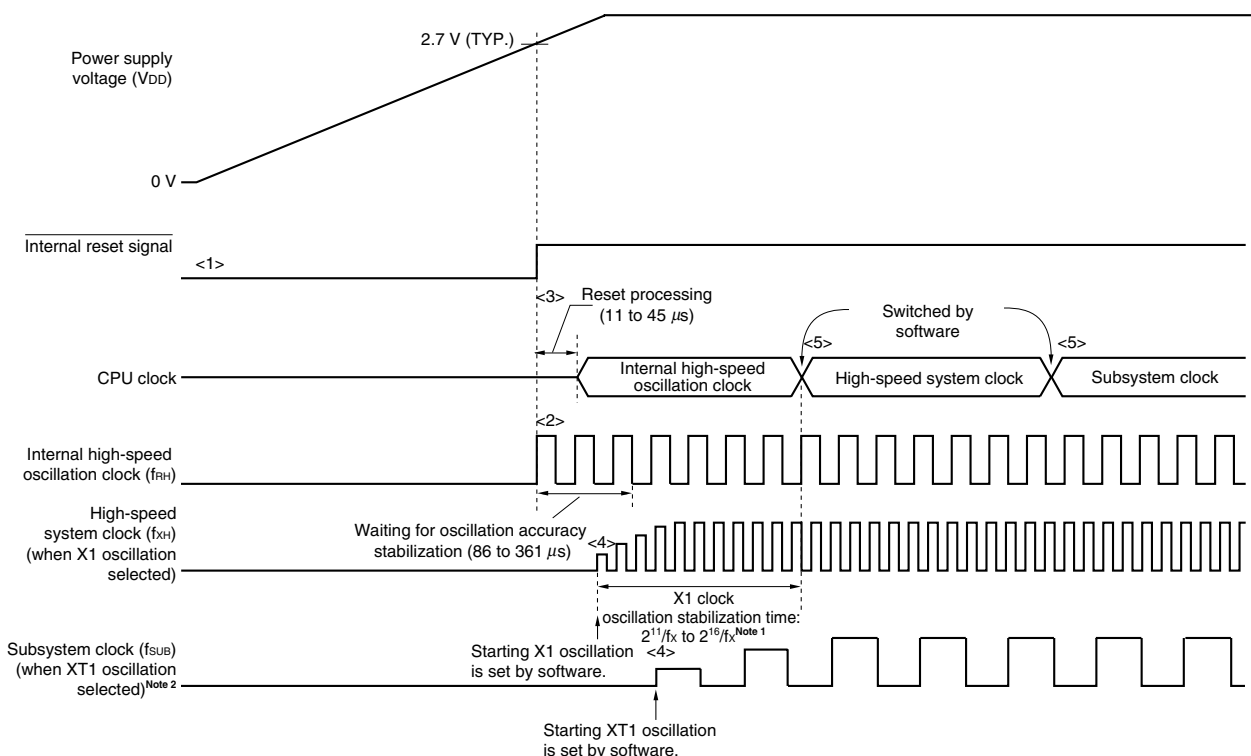 2.7 V (TYP.)
Power supply
voltage (VDD)
0 V
Internal reset signal
<1>
<3>
Reset processing
(11 to 45 μs)
Switched by
software
<5>
<5>
CPU clock
Internal high-speed
oscillation clock
High-speed system clock
Subsystem clock
<2>
Internal high-speed
oscillation clock (fRH)
Waiting for oscillation accuracy
stabilization (86 to 361 μs)
High-speed
system clock (fXH)
(when X1 oscillation
selected)
<4>
X1 clock
oscillation stabilization time:
2^11/fX to 2^16/fX Note 1
Starting X1 oscillation
is set by software.
<4>
Subsystem clock (fSUB)
(when XT1 oscillation
selected) Note 2
Starting XT1 oscillation
is set by software.